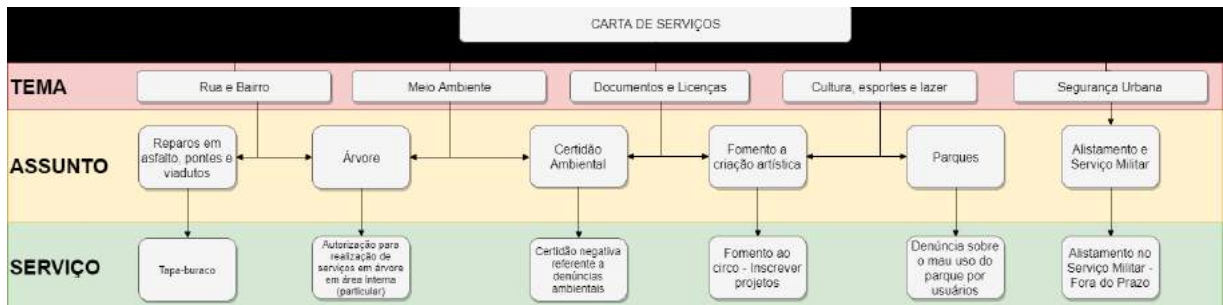 CARTA DE SERVIÇOS
TEMA
Rua e Bairro
Meio Ambiente
Documentos e Licenças
Cultura, esportes e lazer
Segurança Urbana
ASSUNTO
Reparos em
asfalto, pontes e
viadutos
Árvore
Certidão
Ambiental
Fomento a
criação artística
Parques
Alistamento e
Serviço Militar
SERVIÇO
Tapa-buraco
Autorização para
realização de
serviços em árvore
em área interna
(particular)
Certidão negativa
referente a
denúncias
ambientais
Fomento ao
circo - Inscrever
projetos
Denúncia sobre
o mau uso do
parque por
usuários
Alistamento no
Serviço Militar -
Fora do Prazo